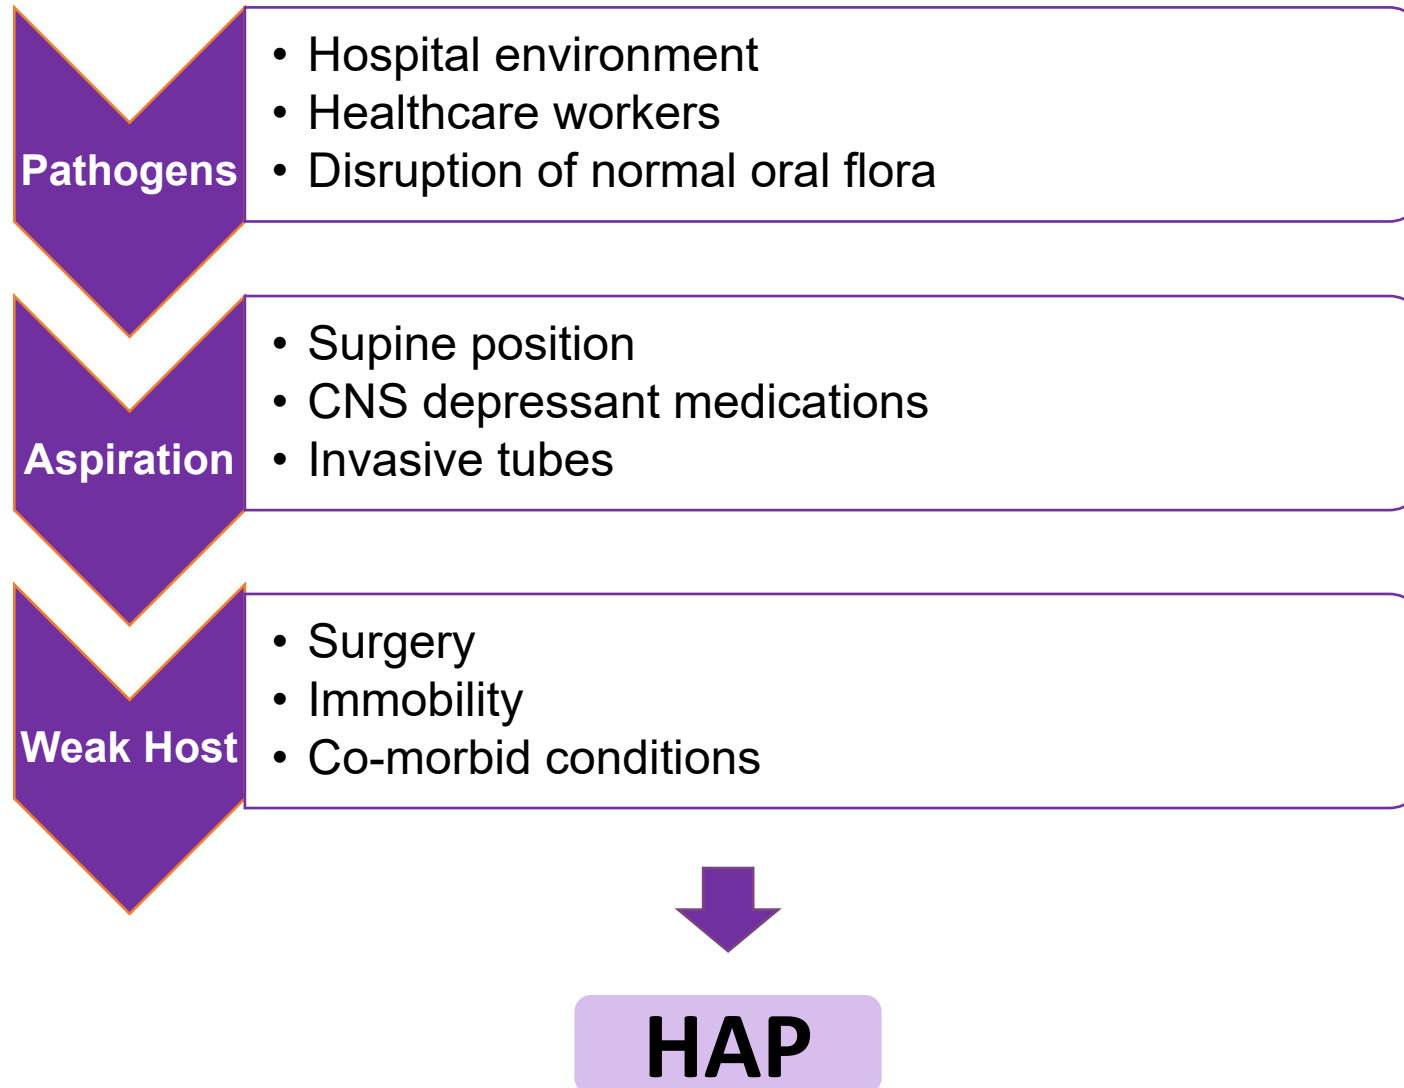 Pathogens
• Hospital environment
• Healthcare workers
• Disruption of normal oral flora
Aspiration
• Supine position
• CNS depressant medications
• Invasive tubes
Weak Host
• Surgery
• Immobility
• Co-morbid conditions
HAP